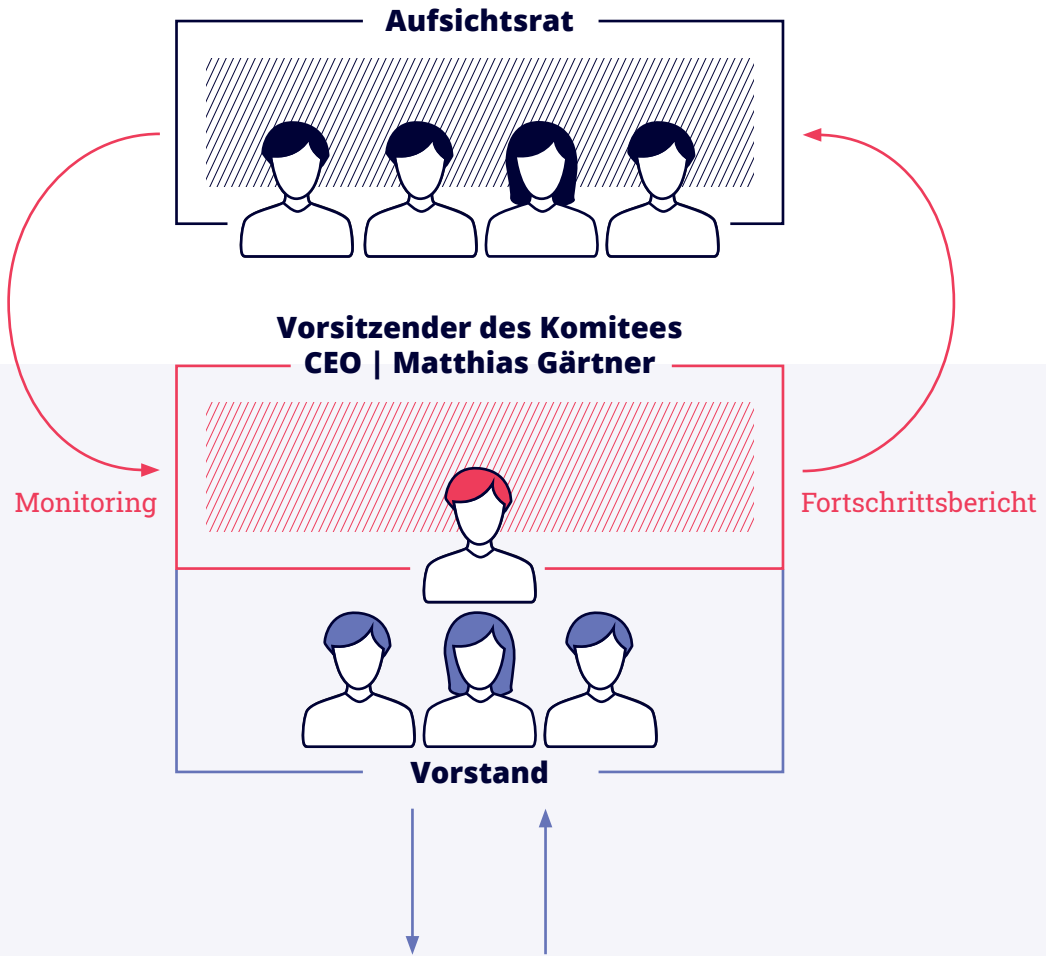 Aufsichtsrat
Vorsitzender des Komitees
CEO | Matthias Gärtner
Monitoring
Fortschrittsbericht
Vorstand